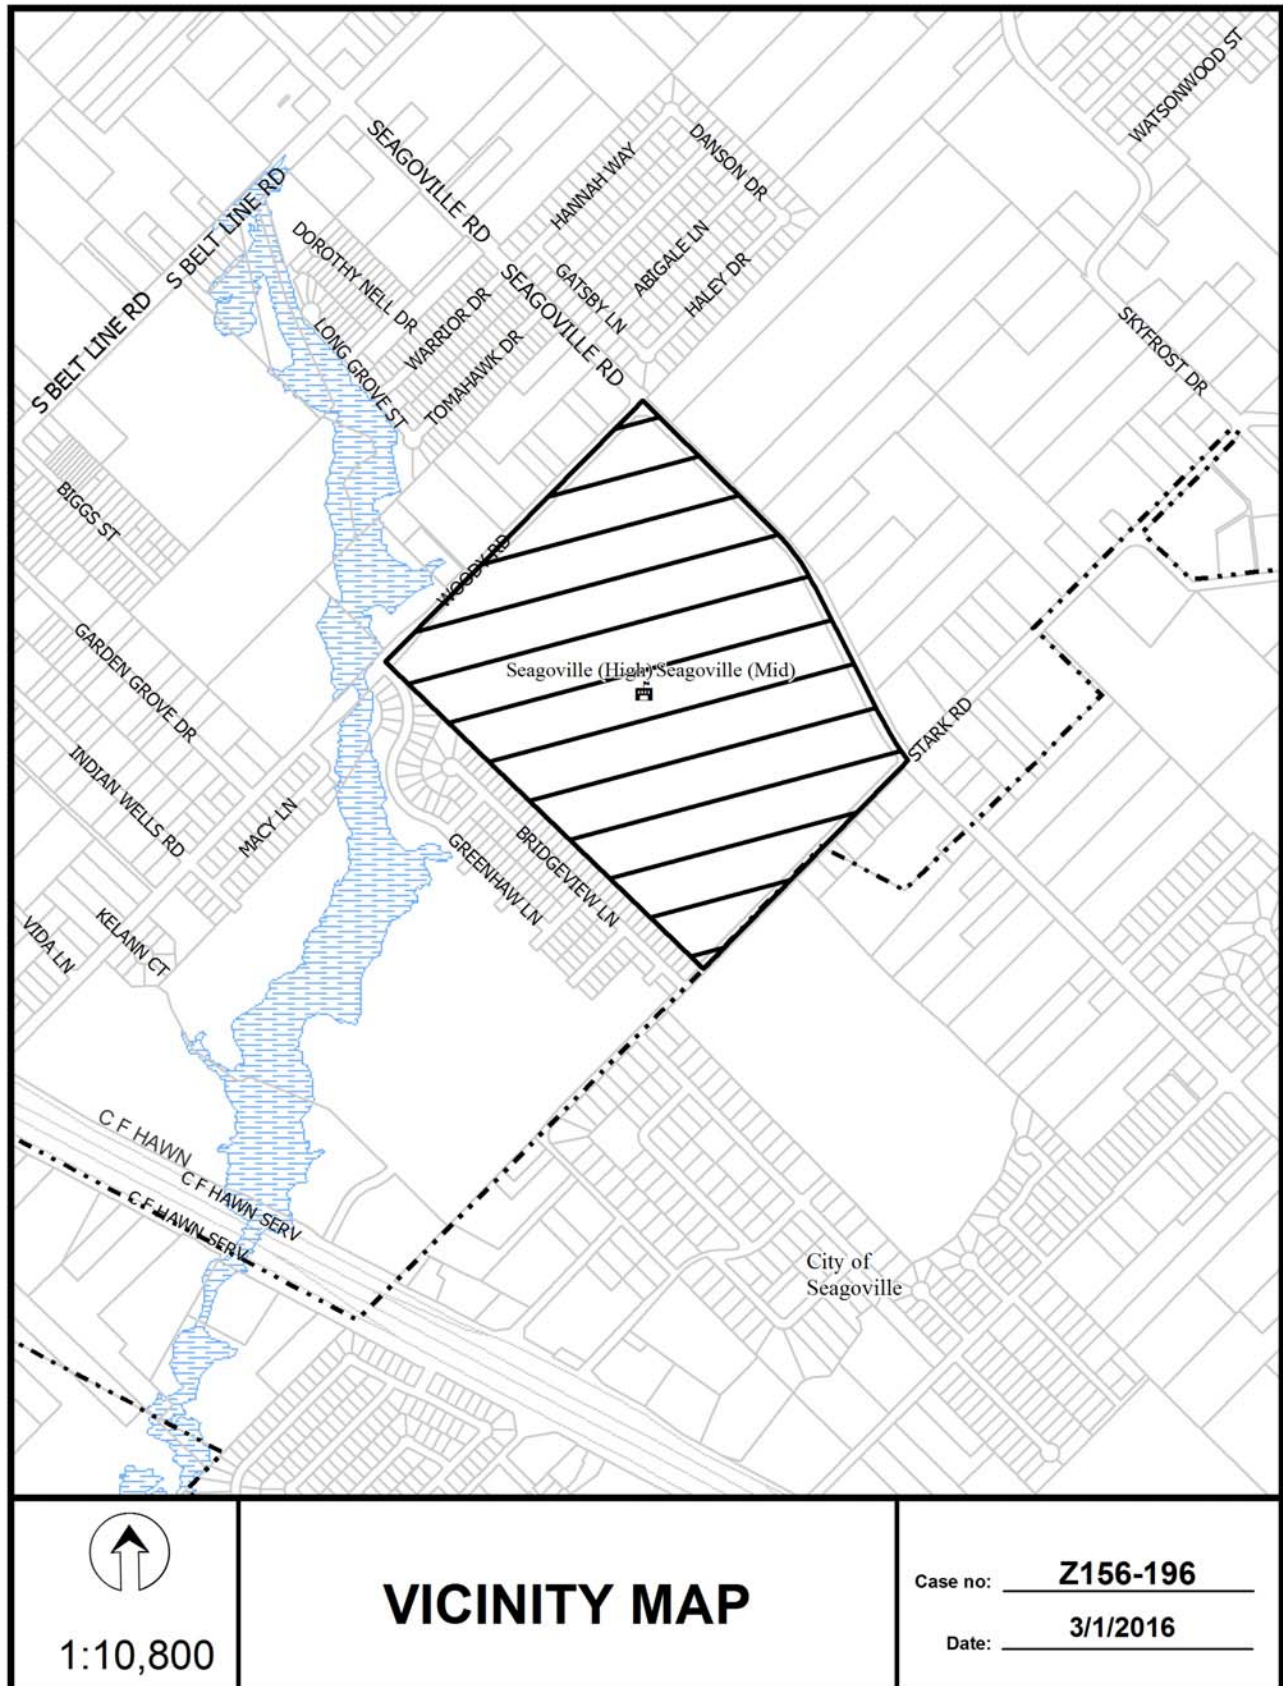 WATSONWOOD ST
SEAGOVILLE RD
HANNAH WAY
DANSON DR
S BELT LINE RD
DOROTHY NELL DR
SEAGOVILLE RD
GATSBY LN
ABIGALE LN
HALEY DR
S BELT LINE RD
LONG GROVE ST
WARRIOR DR
TOMAHAWK DR
SKYFROST DR
BIGGS ST
WOODY RD
GARDEN GROVE DR
Seagoville (High) Seagoville (Mid)
STARK RD
INDIAN WELLS RD
MACY LN
GREENHAW LN
BRIDGEVIEW LN
VIDA LN
KELANN CT
C F HAWN
C F HAWN SERV
C F HAWN SERV
City of
Seagoville
1:10,800
VICINITY MAP
Case no: Z156-196
Date: 3/1/2016